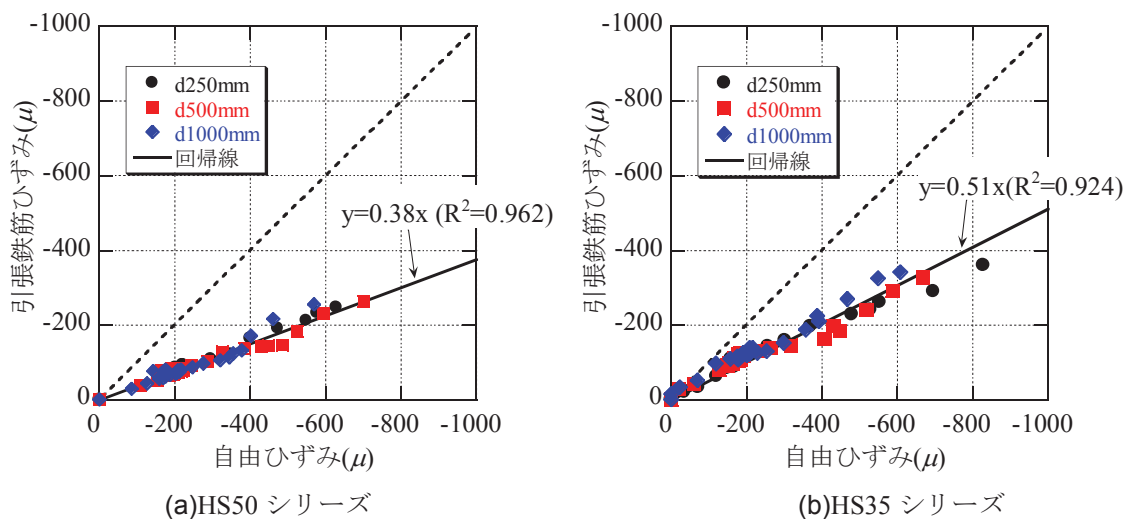 -1000
-800
-600
-400
-200
0
引張鉄筋ひずみ(μ)
d250mm
d500mm
d1000mm
回帰線
y=0.38x (R²=0.962)
0 -200 -400 -600 -800 -1000
自由ひずみ(μ)
(a)HS50 シリーズ
-1000
-800
-600
-400
-200
0
引張鉄筋ひずみ(μ)
d250mm
d500mm
d1000mm
回帰線
y=0.51x(R²=0.924)
0 -200 -400 -600 -800 -1000
自由ひずみ(μ)
(b)HS35 シリーズ